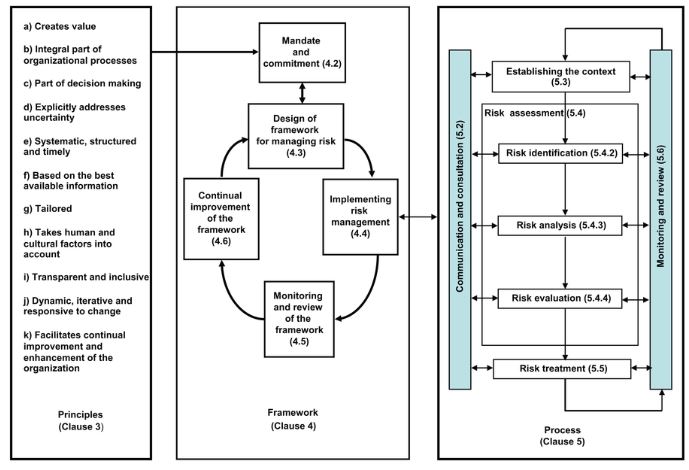 a) Creates value
b) Integral part of
organizational processes
c) Part of decision making
d) Explicitly addresses
uncertainty
e) Systematic, structured
and timely
f) Based on the best
available information
g) Tailored
h) Takes human and
cultural factors into
account
i) Transparent and inclusive
j) Dynamic, iterative and
responsive to change
k) Facilitates continual
improvement and
enhancement of the
organization
Principles
(Clause 3)
Mandate
and
commitment (4.2)
Design of
framework
for managing risk
(4.3)
Continual
improvement
of the
framework
(4.6)
Implementing
risk
management
(4.4)
Monitoring
and review
of the
framework
(4.5)
Framework
(Clause 4)
Communication and consultation (5.2)
Establishing the context
(5.3)
Risk assessment (5.4)
Risk identification (5.4.2)
Risk analysis (5.4.3)
Risk evaluation (5.4.4)
Risk treatment (5.5)
Monitoring and review (5.6)
Process
(Clause 5)